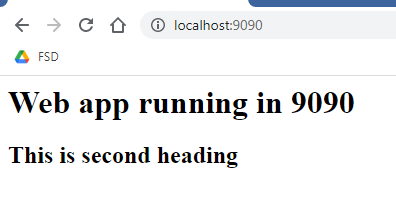 localhost:9090
FSD
Web app running in 9090
This is second heading